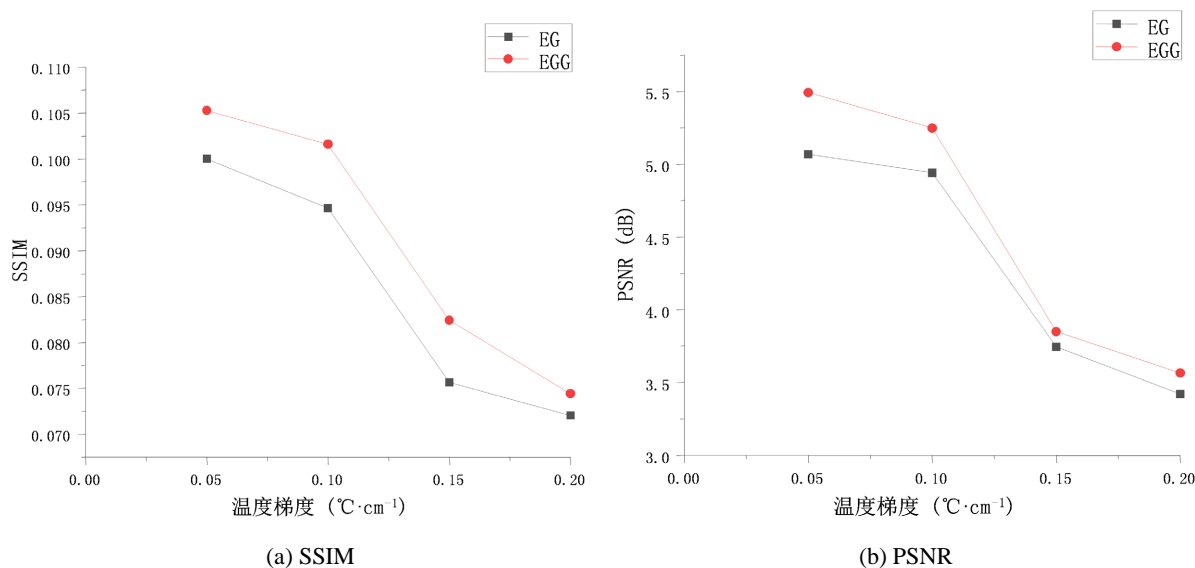 EG
EGG
0.110
0.105
0.100
0.095
0.090
0.085
0.080
0.075
0.070
SSIM
0.00 0.05 0.10 0.15 0.20
温度梯度 (℃·cm⁻¹)
(a) SSIM
EG
EGG
5.5
5.0
4.5
4.0
3.5
3.0
PSNR (dB)
0.00 0.05 0.10 0.15 0.20
温度梯度 (℃·cm⁻¹)
(b) PSNR